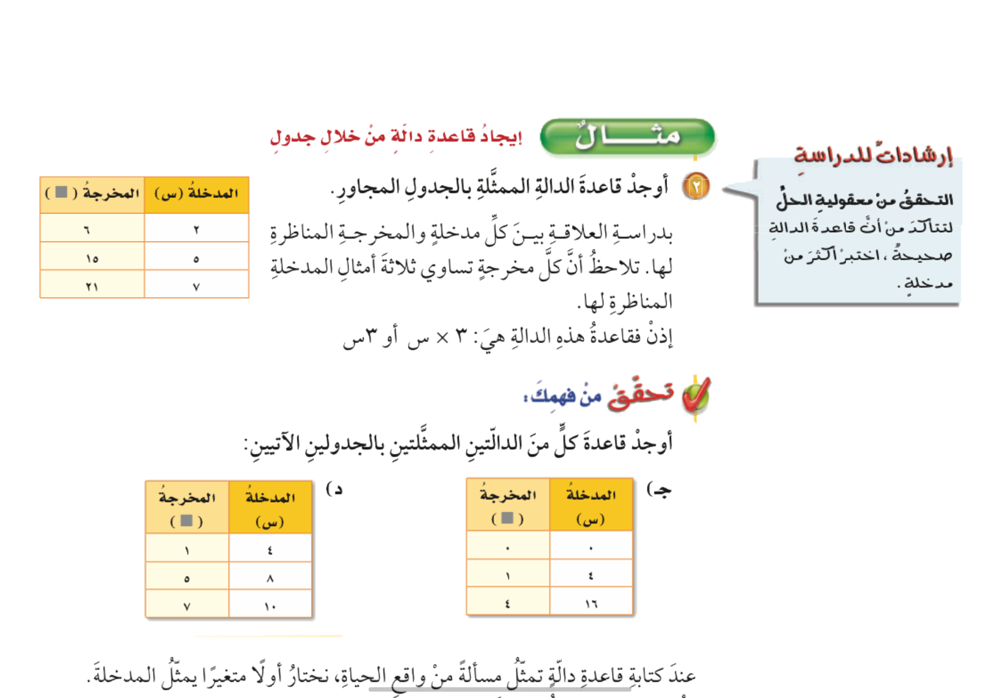 مثـــالٌ
إيجادُ قاعدةِ دالّةٍ منْ خلالِ جدولٍ
٢ أوجدْ قاعدةَ الدالةِ الممثَّلةِ بالجدولِ المجاورِ.
بدراسةِ العلاقةِ بينَ كلِّ مدخلةٍ والمخرجةِ المناظرةِ
لها. تلاحظُ أنَّ كلَّ مخرجةٍ تساوي ثلاثةَ أمثالِ المدخلةِ
المناظرةِ لها.
إذنْ فقاعدةُ هذهِ الدالةِ هيَ: ٣ × س أو ٣س
المدخلةُ (س) المخرجةُ ( ■ )
٢ ٦
٥ ١٥
٧ ٢١
إرشاداتٌ للدراسةِ
التحققُ منْ معقوليةِ الحلِّ
لتتأكدَ منْ أنَّ قاعدةَ الدالةِ
صحيحةٌ، اختبرْ أكثرَ منْ
مدخلةٍ.
تحقَّقْ منْ فهمِكَ:
أوجدْ قاعدةَ كلٍّ منَ الدالّتينِ الممثَّلتينِ بالجدولينِ الآتيينِ:
جـ)
المدخلةُ المخرجةُ
(س) ( ■ )
٠ ٠
٤ ١
١٦ ٤
د)
المدخلةُ المخرجةُ
(س) ( ■ )
٤ ١
٨ ٥
١٠ ٧
عندَ كتابةِ قاعدةِ دالّةٍ تمثّلُ مسألةً منْ واقعِ الحياةِ، نختارُ أولًا متغيرًا يمثّلُ المدخلةَ.